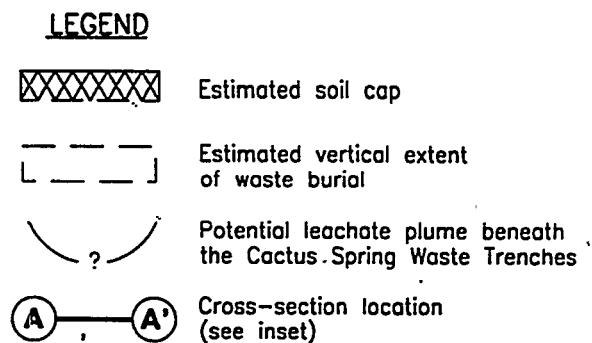 LEGEND
Estimated soil cap
Estimated vertical extent
of waste burial
?
Potential leachate plume beneath
the Cactus Spring Waste Trenches
A A'
Cross-section location
(see inset)